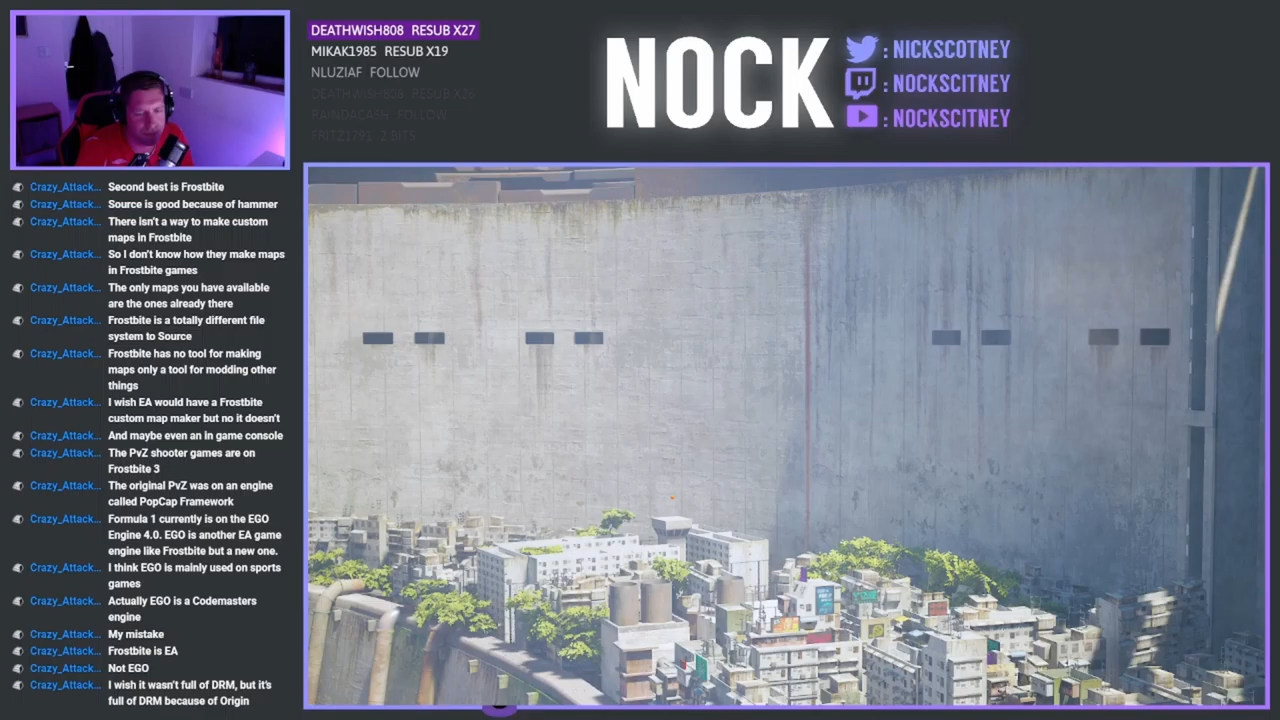 DEATHWISH808 RESUB X27
MIKAK1985 RESUB X19
NLUZIAF FOLLOW
DEATHWISH808 RESUB X26
RAINDACASH FOLLOW
FRITZ1791 2 BITS
NOCK
: NICKSCOTNEY
: NOCKSCITNEY
: NOCKSCITNEY
Crazy_Attack... Second best is Frostbite
Crazy_Attack... Source is good because of hammer
Crazy_Attack... There isn't a way to make custom
maps in Frostbite
Crazy_Attack... So I don't know how they make maps
in Frostbite games
Crazy_Attack... The only maps you have available
are the ones already there
Crazy_Attack... Frostbite is a totally different file
system to Source
Crazy_Attack... Frostbite has no tool for making
maps only a tool for modding other
things
Crazy_Attack... I wish EA would have a Frostbite
custom map maker but no it doesn't
Crazy_Attack... And maybe even an in game console
Crazy_Attack... The PvZ shooter games are on
Frostbite 3
Crazy_Attack... The original PvZ was on an engine
called PopCap Framework
Crazy_Attack... Formula 1 currently is on the EGO
Engine 4.0. EGO is another EA game
engine like Frostbite but a new one.
Crazy_Attack... I think EGO is mainly used on sports
games
Crazy_Attack... Actually EGO is a Codemasters
engine
Crazy_Attack... My mistake
Crazy_Attack... Frostbite is EA
Crazy_Attack... Not EGO
Crazy_Attack... I wish it wasn't full of DRM, but it's
full of DRM because of Origin